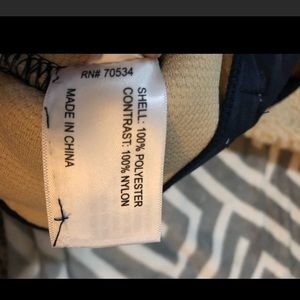 RN# 70534
SHELL: 100% POLYESTER
CONTRAST: 100% NYLON
MADE IN CHINA